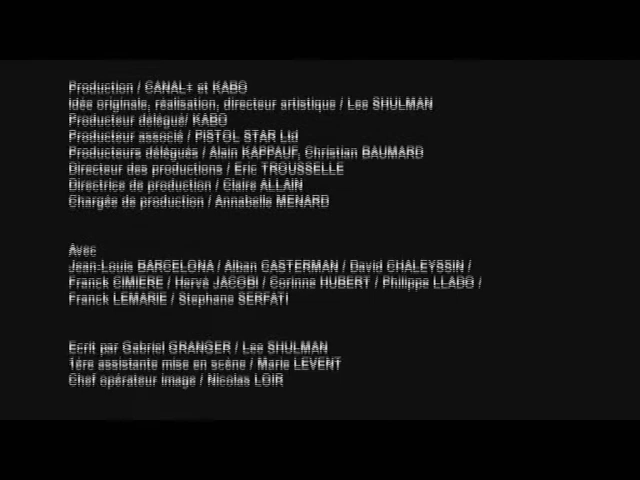 Production / CANAL+ et KABO
Idée originale, réalisation, directeur artistique / Lee SHULMAN
Producteur délégué/ KABO
Producteur associé / PISTOL STAR Ltd
Producteurs délégués / Alain KAPPAUF, Christian BAUMARD
Directeur des productions / Eric TROUSSELLE
Directrice de production / Claire ALLAIN
Chargée de production / Annabelle MENARD
Avec
Jean-Louis BARCELONA / Alban CASTERMAN / David CHALEYSSIN /
Franck CIMIERE / Hervé JACOBI / Corinne HUBERT / Philippe LLADO /
Franck LEMARIE / Stephane SERFATI
Ecrit par Gabriel GRANGER / Lee SHULMAN
1ère assistante mise en scène / Marie LEVENT
Chef opérateur image / Nicolas LOIR